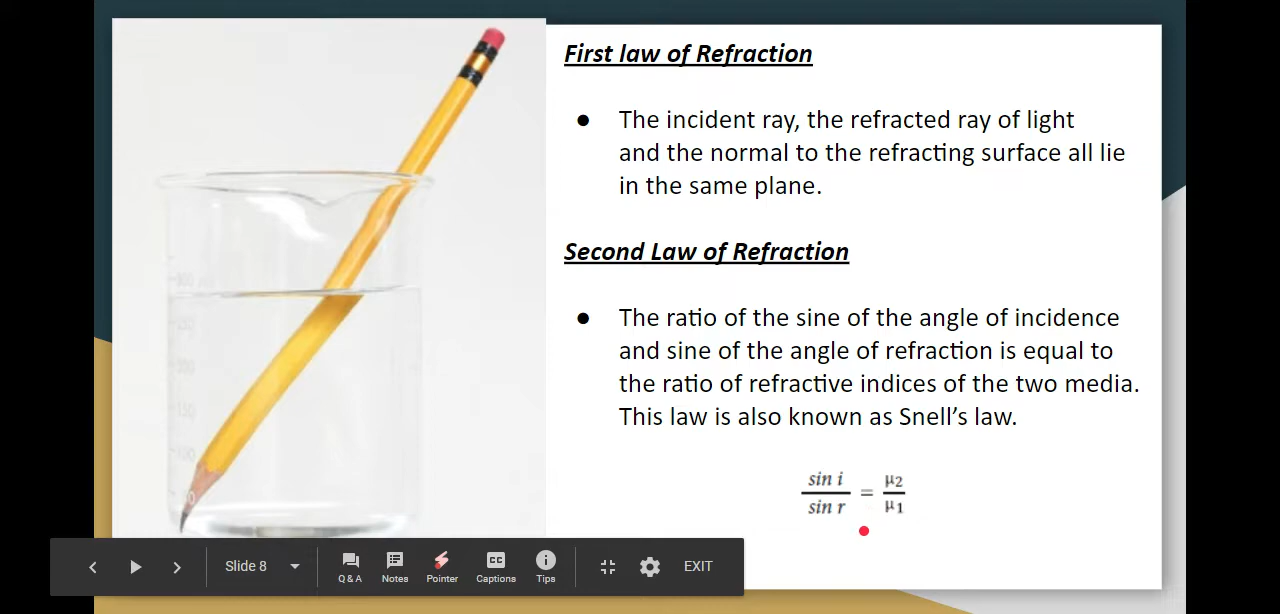 First law of Refraction
● The incident ray, the refracted ray of light
and the normal to the refracting surface all lie
in the same plane.
Second Law of Refraction
● The ratio of the sine of the angle of incidence
and sine of the angle of refraction is equal to
the ratio of refractive indices of the two media.
This law is also known as Snell's law.
sin i / sin r = μ2 / μ1
Slide 8
Q & A
Notes
Pointer
Captions
Tips
EXIT